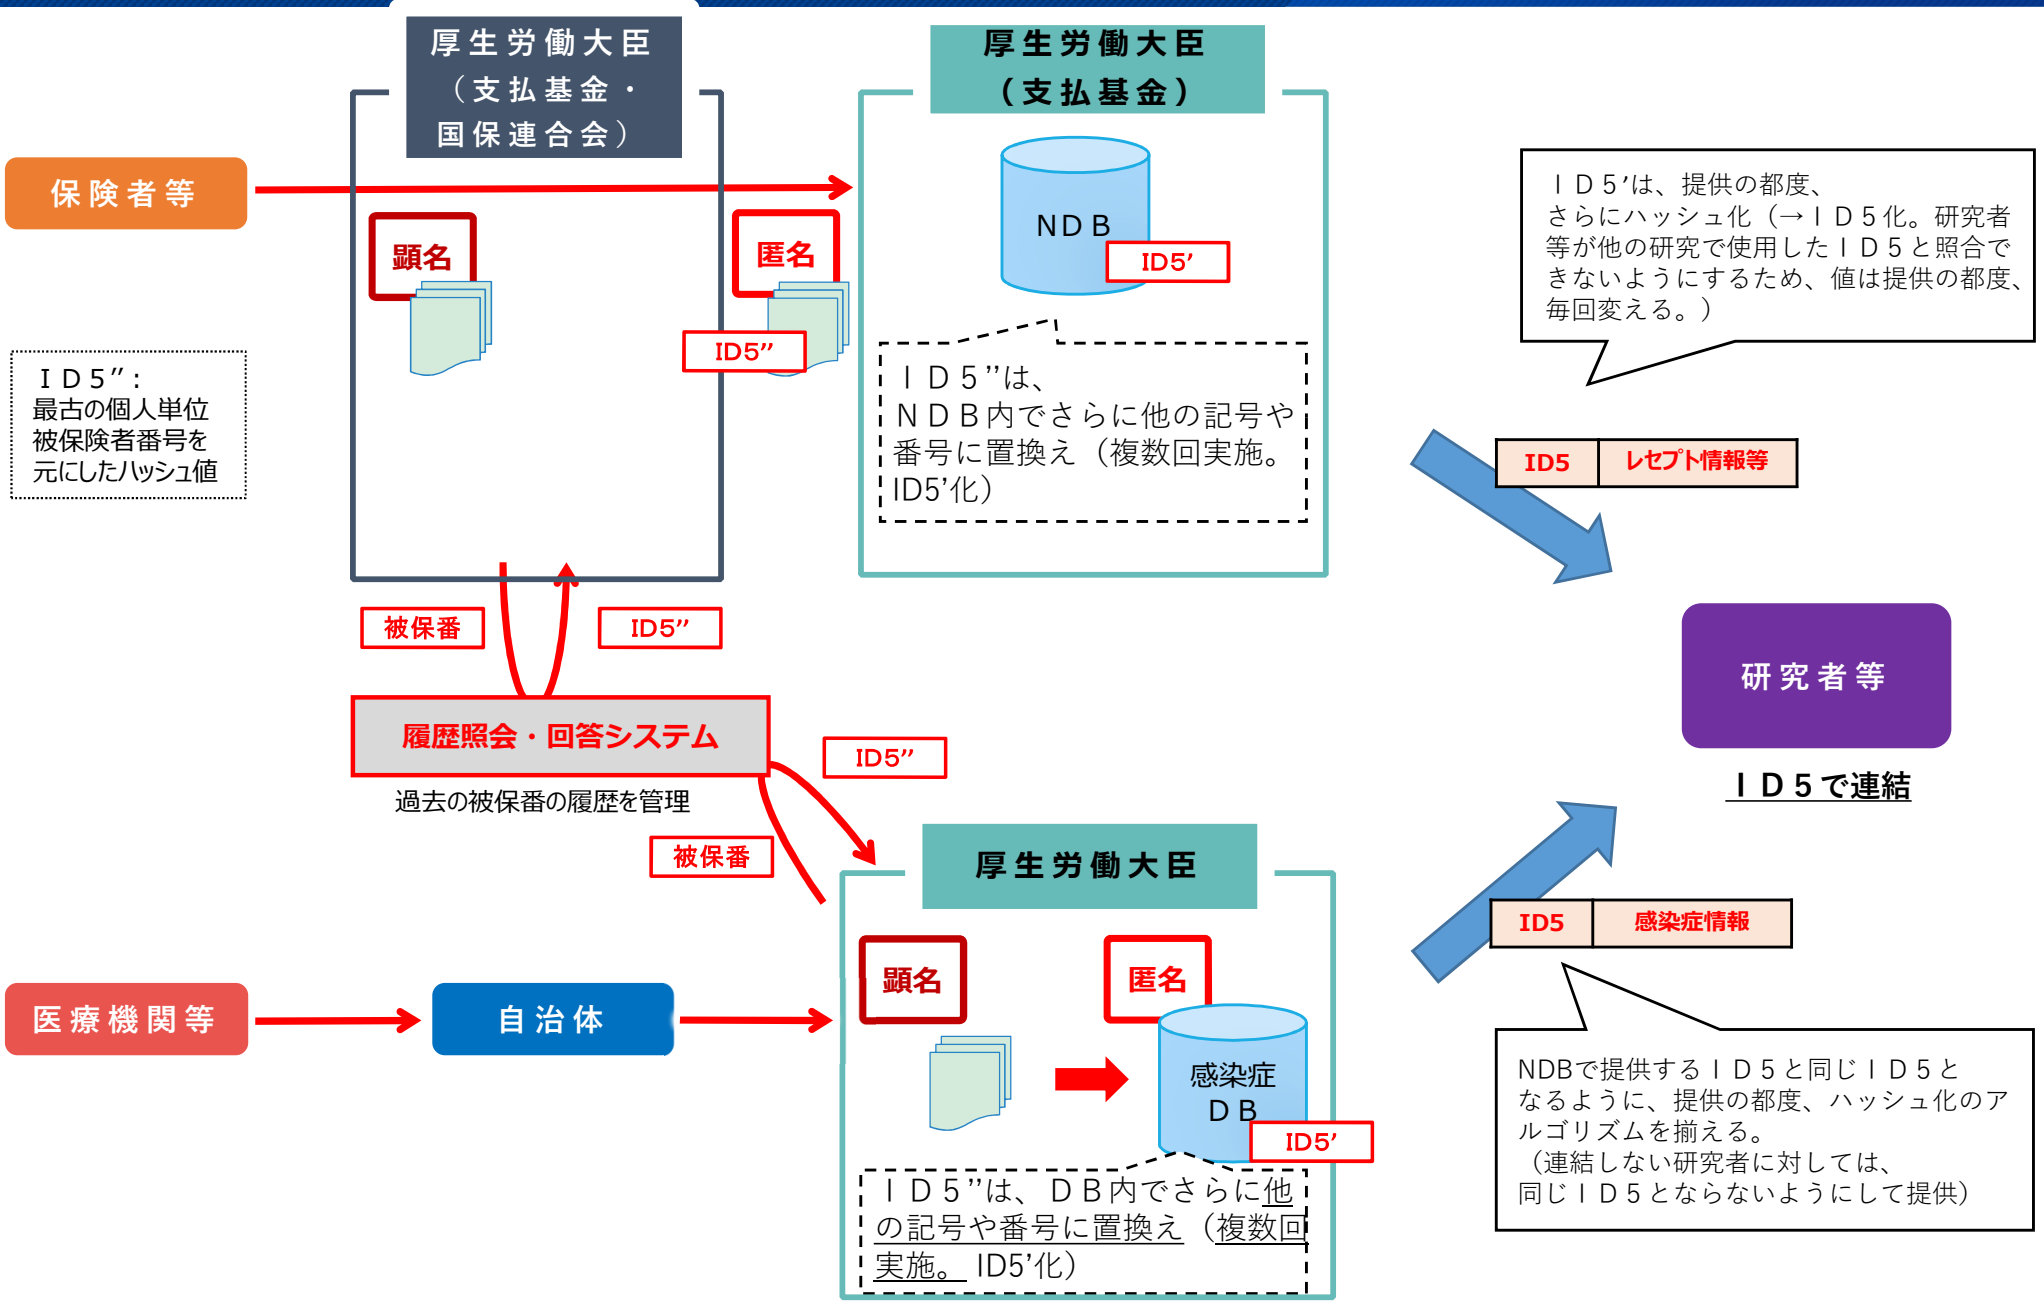 厚生労働大臣
（支払基金・
国保連合会）
厚生労働大臣
（支払基金）
保険者等
顕名
匿名
ID5’’
ＮＤＢ
ID5’
ＩＤ５’は、提供の都度、
さらにハッシュ化（→ＩＤ５化。研究者
等が他の研究で使用したＩＤ５と照合で
きないようにするため、値は提供の都度、
毎回変える。）
ＩＤ５’’：
最古の個人単位
被保険者番号を
元にしたハッシュ値
ＩＤ５’’は、
ＮＤＢ内でさらに他の記号や
番号に置換え（複数回実施。
ID5’化）
ID5
レセプト情報等
被保番
ID5’’
研究者等
ＩＤ５で連結
履歴照会・回答システム
過去の被保番の履歴を管理
ID5’’
被保番
厚生労働大臣
顕名
匿名
医療機関等
自治体
感染症
ＤＢ
ID5’
ＩＤ５’’は、ＤＢ内でさらに他
の記号や番号に置換え（複数回
実施。ID5’化）
ID5
感染症情報
NDBで提供するＩＤ５と同じＩＤ５と
なるように、提供の都度、ハッシュ化のア
ルゴリズムを揃える。
（連結しない研究者に対しては、
同じＩＤ５とならないようにして提供）